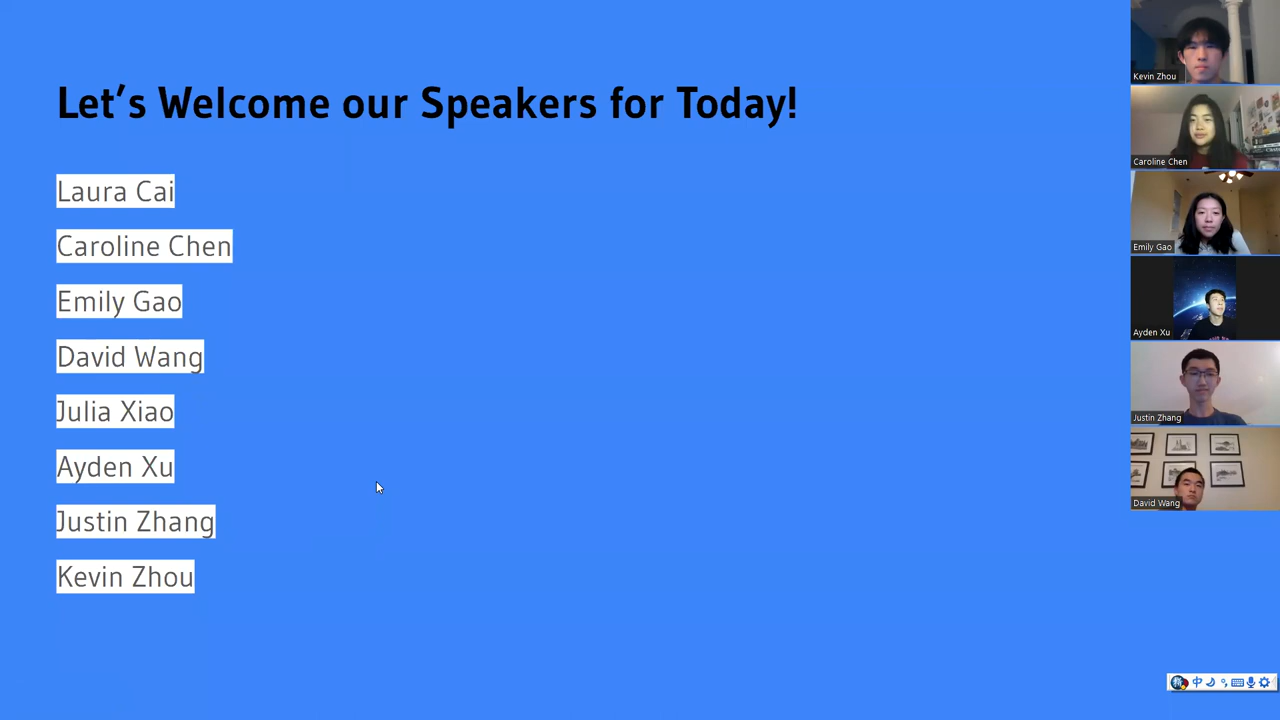 Let's Welcome our Speakers for Today!
Laura Cai
Caroline Chen
Emily Gao
David Wang
Julia Xiao
Ayden Xu
Justin Zhang
Kevin Zhou
Kevin Zhou
Caroline Chen
Emily Gao
Ayden Xu
Justin Zhang
David Wang
中